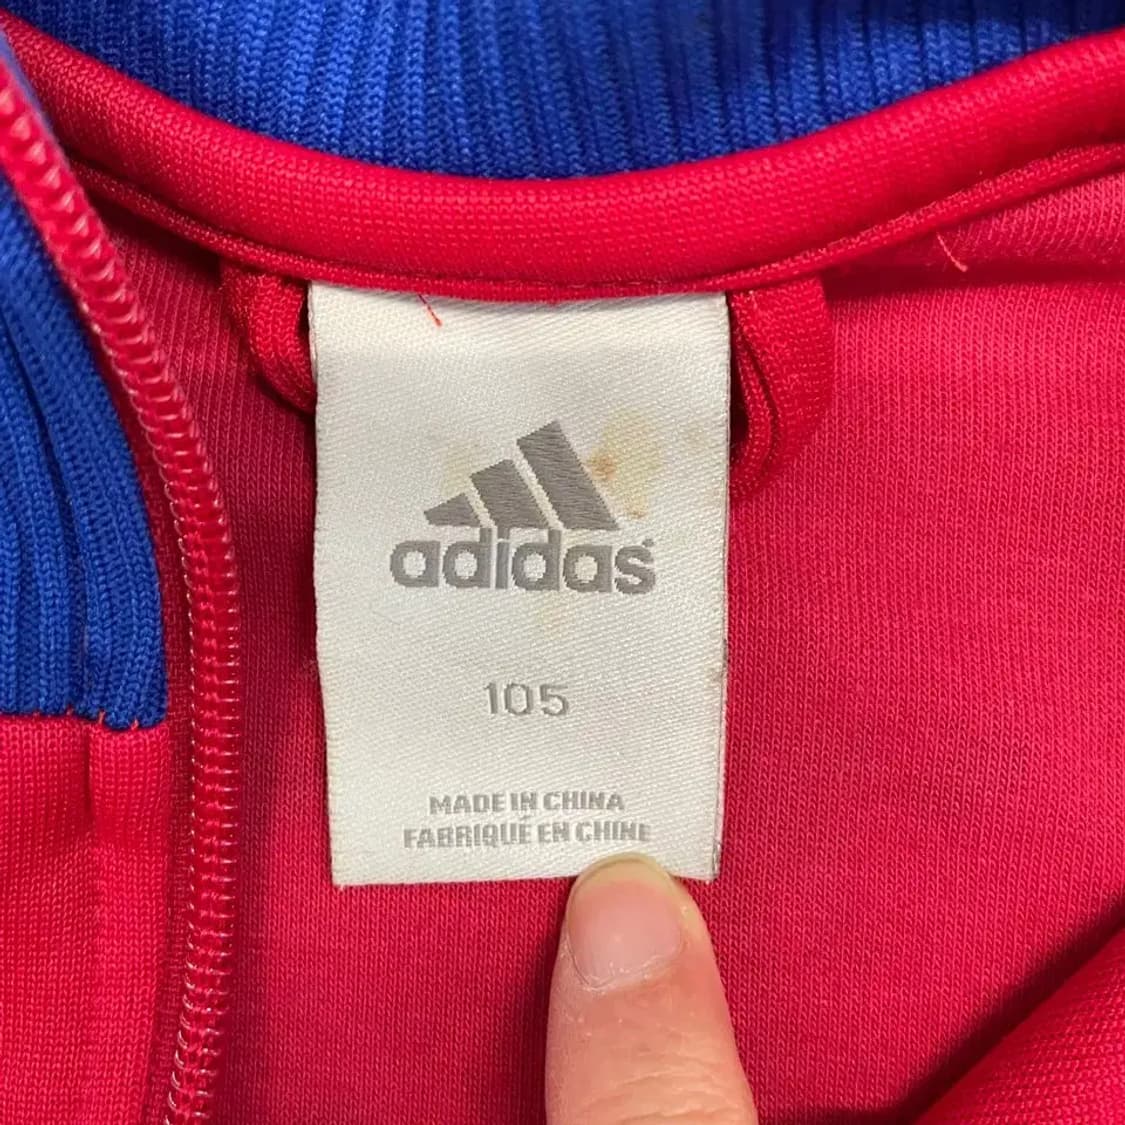 adidas
105
MADE IN CHINA
FABRIQUÉ EN CHINE